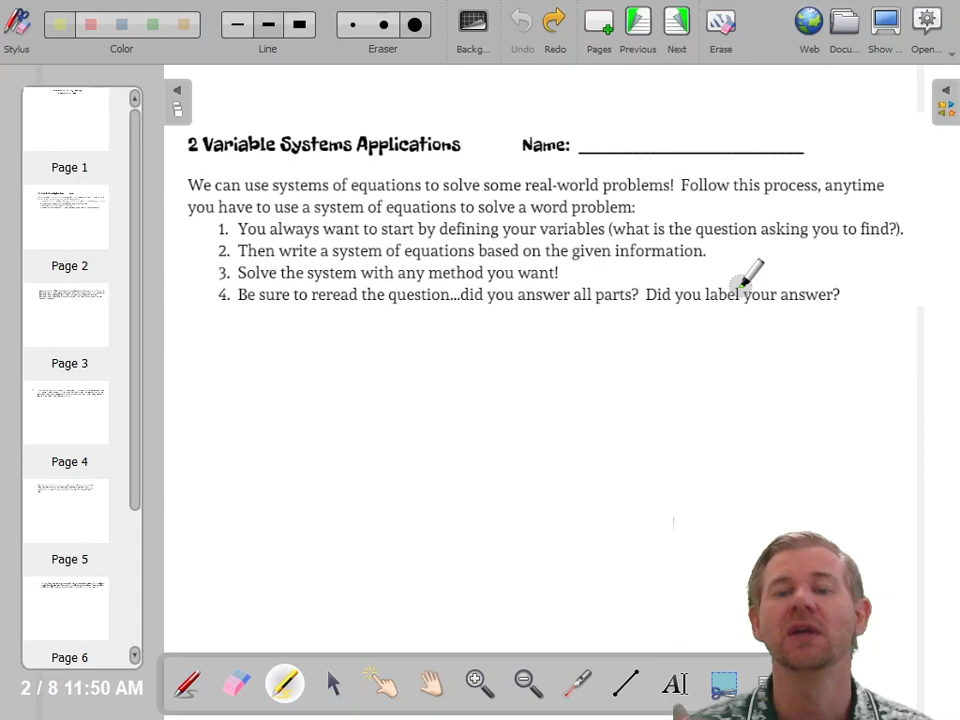 Stylus
Color
Line
Eraser
Backg...
Undo
Redo
Pages
Previous
Next
Erase
Web
Docu...
Show ...
Open...
Page 1
Page 2
Page 3
Page 4
Page 5
Page 6
2 / 8 11:50 AM
2 Variable Systems Applications Name: ____________________________
We can use systems of equations to solve some real-world problems! Follow this process, anytime
you have to use a system of equations to solve a word problem:
1. You always want to start by defining your variables (what is the question asking you to find?).
2. Then write a system of equations based on the given information.
3. Solve the system with any method you want!
4. Be sure to reread the question...did you answer all parts? Did you label your answer?
A